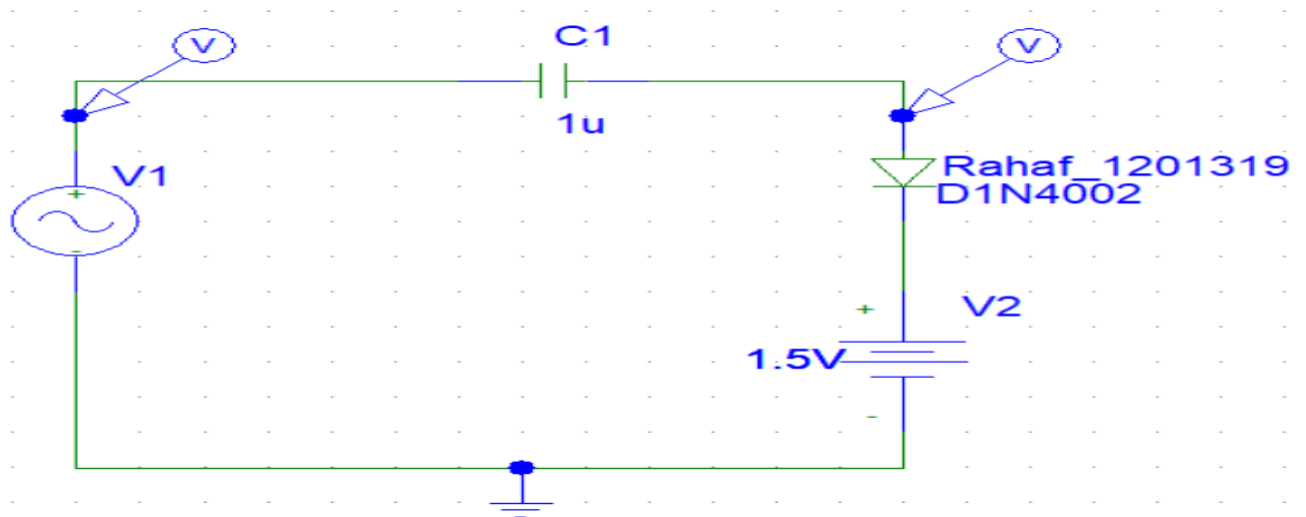 V
C1
V
1u
V1
+
-
Rahaf_1201319
D1N4002
+
V2
1.5V
-